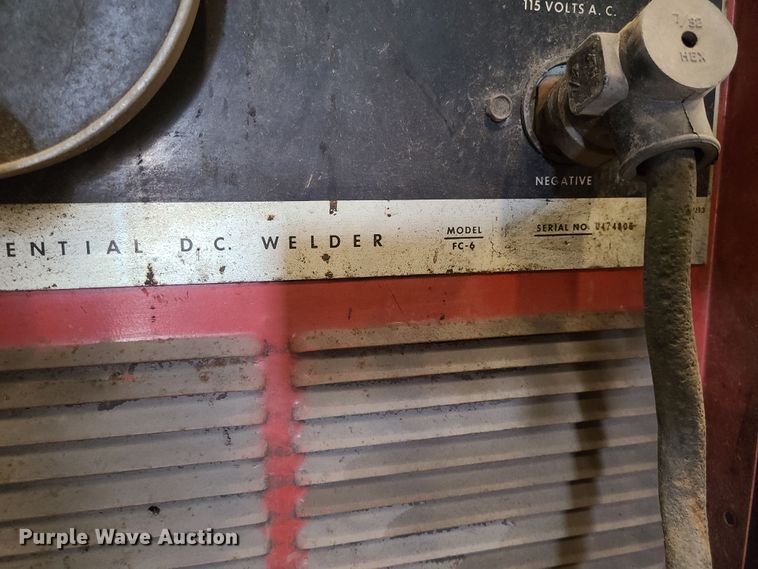 115 VOLTS A. C.
7/32
HEX
NEGATIVE
ENTIAL D.C. WELDER
MODEL
FC-6
SERIAL NO.
Purple Wave Auction